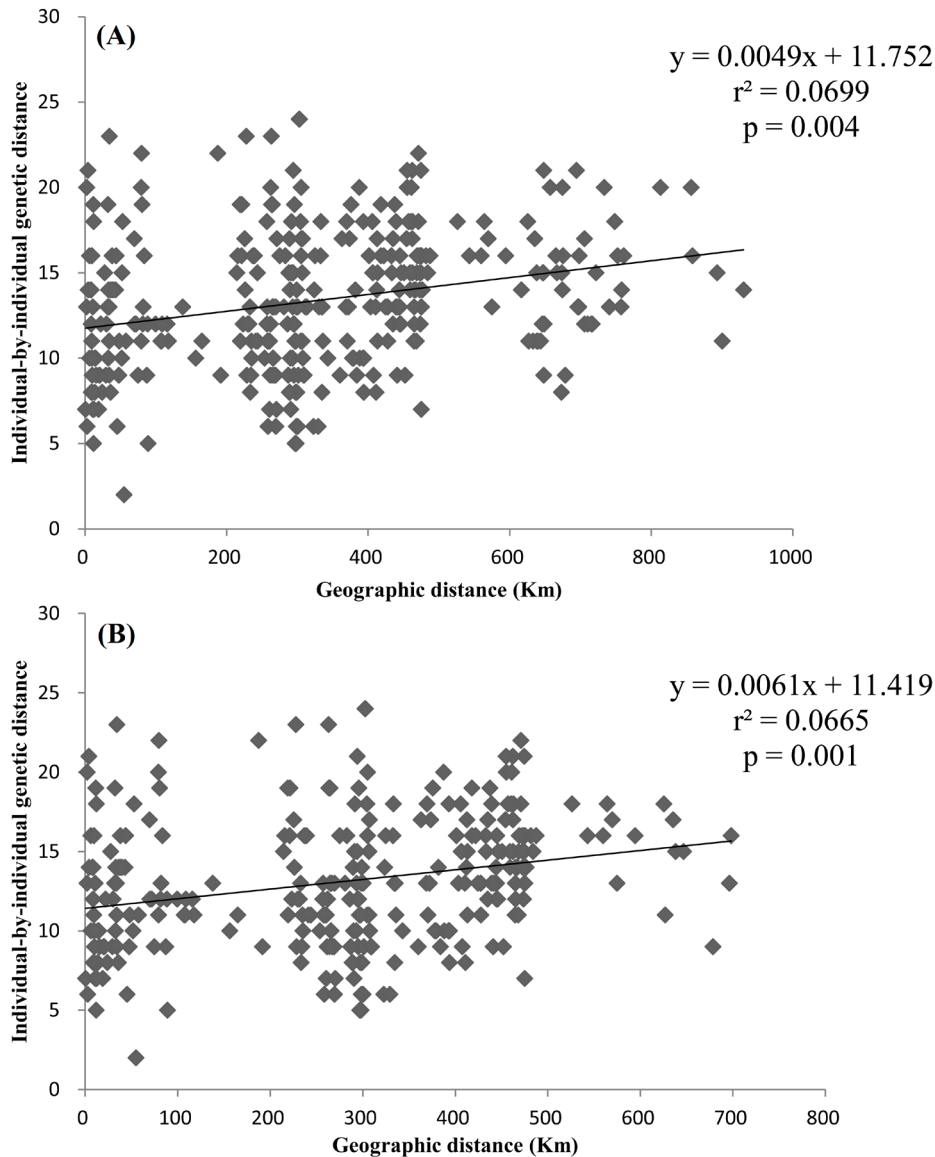 (A)
y = 0.0049x + 11.752
r² = 0.0699
p = 0.004
Individual-by-individual genetic distance
30
25
20
15
10
5
0
0 200 400 600 800 1000
Geographic distance (Km)
(B)
y = 0.0061x + 11.419
r² = 0.0665
p = 0.001
Individual-by-individual genetic distance
30
25
20
15
10
5
0
0 100 200 300 400 500 600 700 800
Geographic distance (Km)